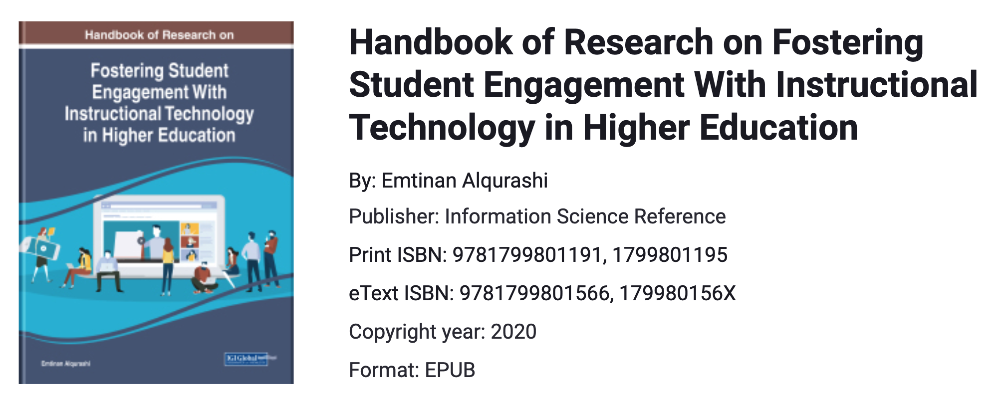 Handbook of Research on
Fostering Student
Engagement With
Instructional Technology
in Higher Education
Emtinan Alqurashi
IGI Global
Handbook of Research on Fostering
Student Engagement With Instructional
Technology in Higher Education
By: Emtinan Alqurashi
Publisher: Information Science Reference
Print ISBN: 9781799801191, 1799801195
eText ISBN: 9781799801566, 179980156X
Copyright year: 2020
Format: EPUB